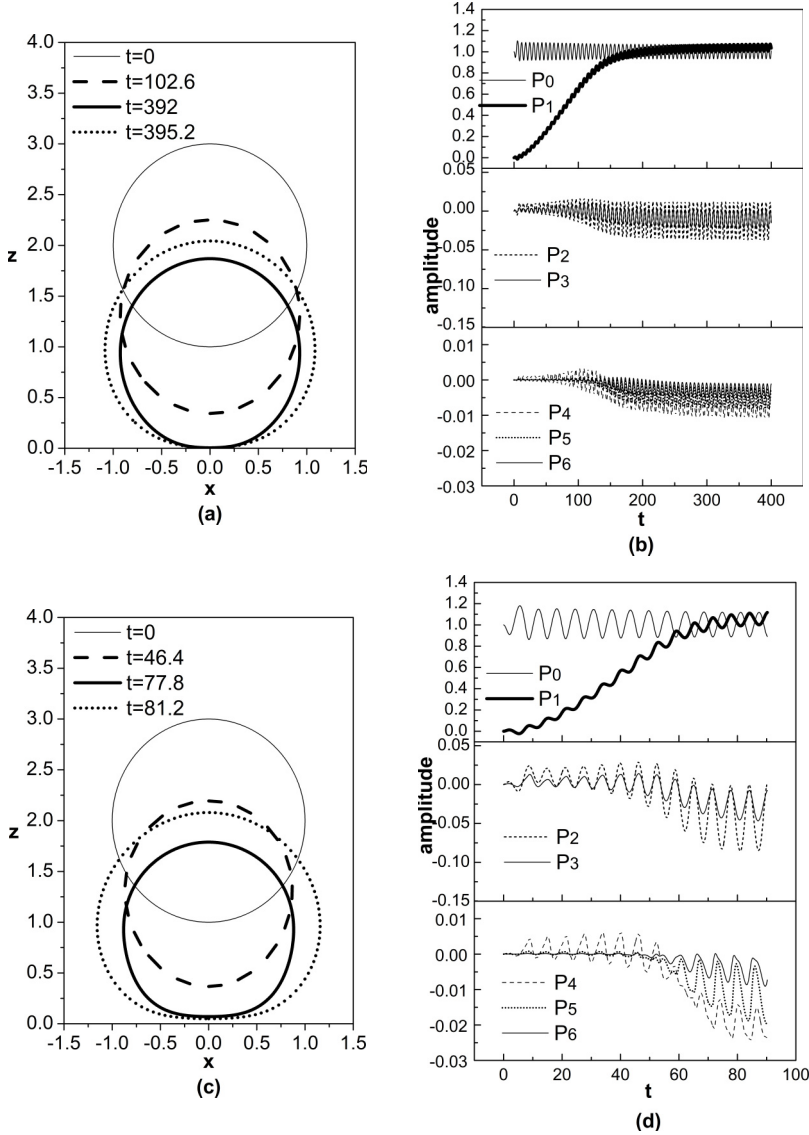 4.0
3.5
3.0
2.5
2.0
1.5
1.0
0.5
0.0
z
t=0
t=102.6
t=392
t=395.2
-1.5 -1.0 -0.5 0.0 0.5 1.0 1.5
x
(a)
1.4
1.2
1.0
0.8
0.6
0.4
0.2
0.0
P0
P1
0.05
0.00
-0.05
-0.10
-0.15
amplitude
P2
P3
0.01
0.00
-0.01
-0.03
P4
P5
P6
0 100 200 300 400
t
(b)
4.0
3.5
3.0
2.5
2.0
1.5
1.0
0.5
0.0
z
t=0
t=46.4
t=77.8
t=81.2
-1.5 -1.0 -0.5 0.0 0.5 1.0 1.5
x
(c)
1.4
1.2
1.0
0.8
0.6
0.4
0.2
0.0
P0
P1
0.05
0.00
-0.05
-0.10
-0.15
amplitude
P2
P3
0.01
0.00
-0.01
-0.02
-0.03
P4
P5
P6
0 20 40 60 80 100
t
(d)